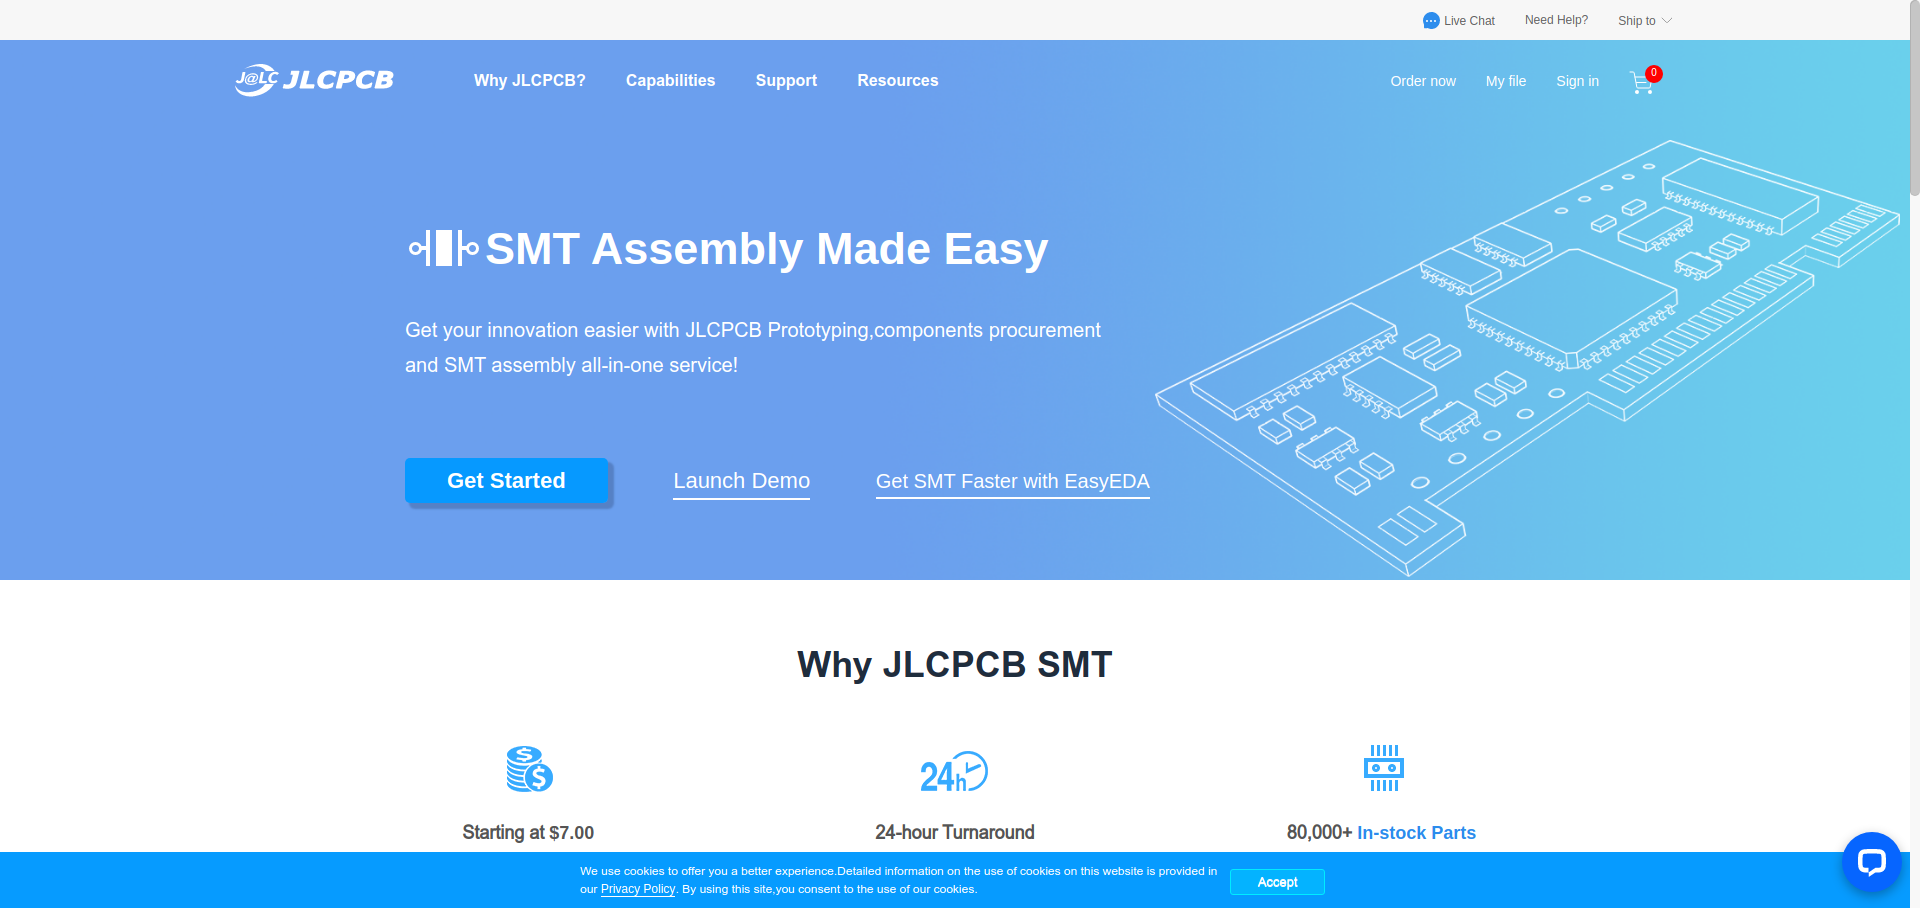 Live Chat
Need Help?
Ship to
J@LC JLCPCB
Why JLCPCB?
Capabilities
Support
Resources
Order now
My file
Sign in
0
SMT Assembly Made Easy
Get your innovation easier with JLCPCB Prototyping,components procurement
and SMT assembly all-in-one service!
Get Started
Launch Demo
Get SMT Faster with EasyEDA
Why JLCPCB SMT
$
$
24h
Starting at $7.00
24-hour Turnaround
80,000+ In-stock Parts
We use cookies to offer you a better experience.Detailed information on the use of cookies on this website is provided in
our Privacy Policy. By using this site,you consent to the use of our cookies.
Accept